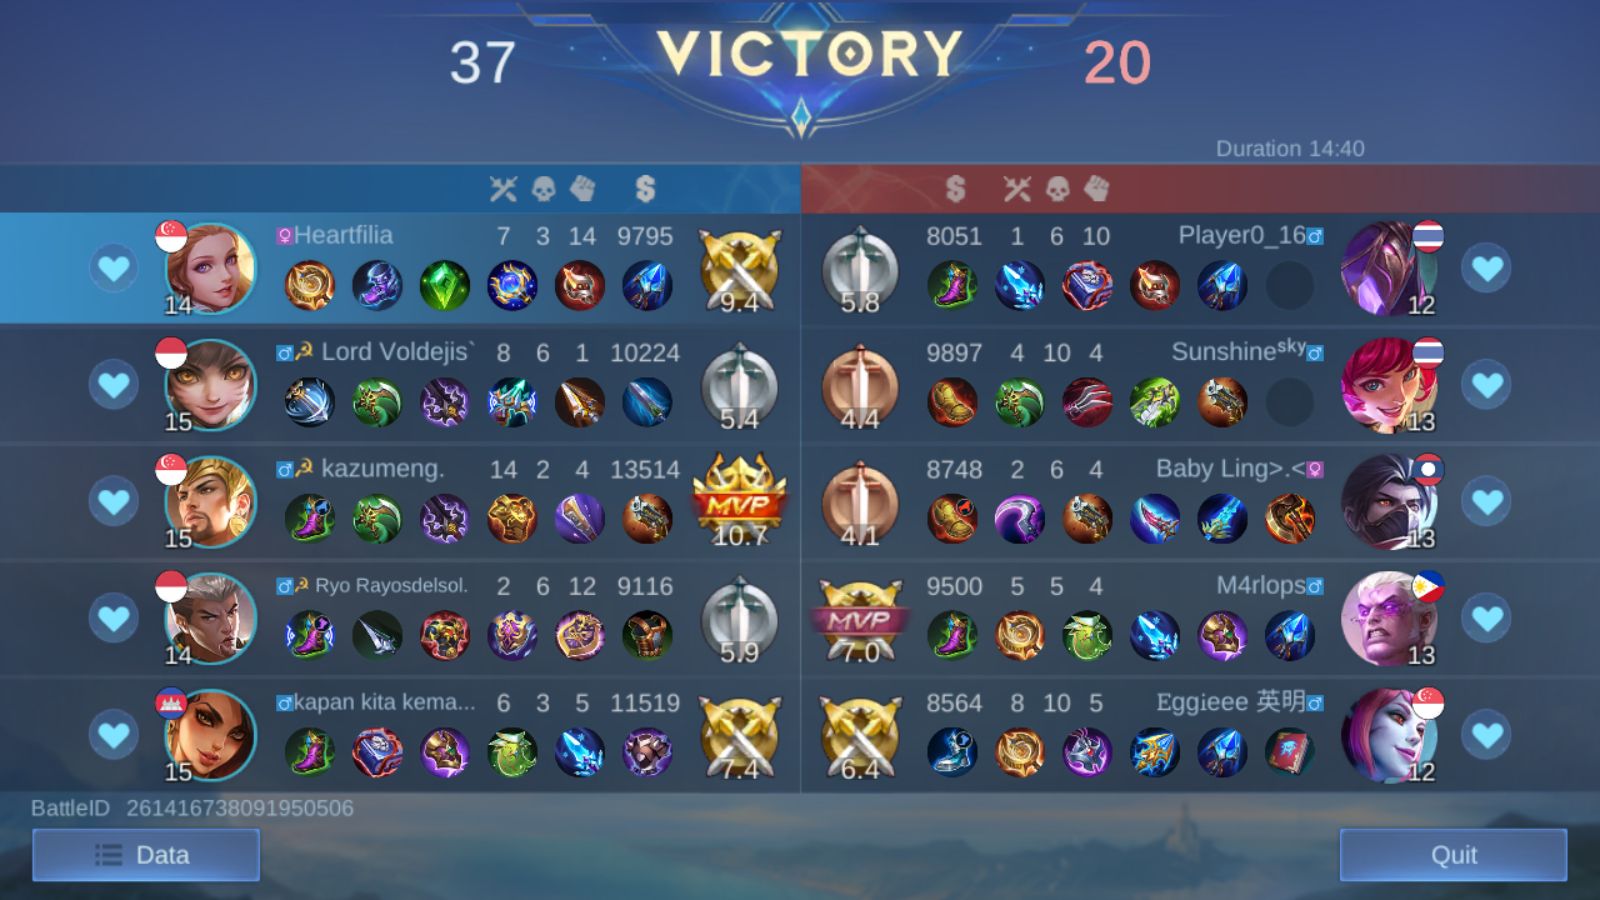 37 VICTORY 20
Duration 14:40
♀Heartfilia 7 3 14 9795
14 9.4
8051 1 6 10 Player0_16♂
5.8 12
♂ Lord Voldejis` 8 6 1 10224
15 5.4
9897 4 10 4 Sunshineˢᵏʸ♂
4.4 13
♂ kazumeng. 14 2 4 13514
15 MVP 10.7
8748 2 6 4 Baby Ling>.<♀
4.1 13
♂ Ryo Rayosdelsol. 2 6 12 9116
14 5.9
9500 5 5 4 M4rlops♂
MVP 7.0 13
♂kapan kita kema... 6 3 5 11519
15 7.4
8564 8 10 5 Eggieee 英明♂
6.4 12
BattleID 261416738091950506
Data
Quit